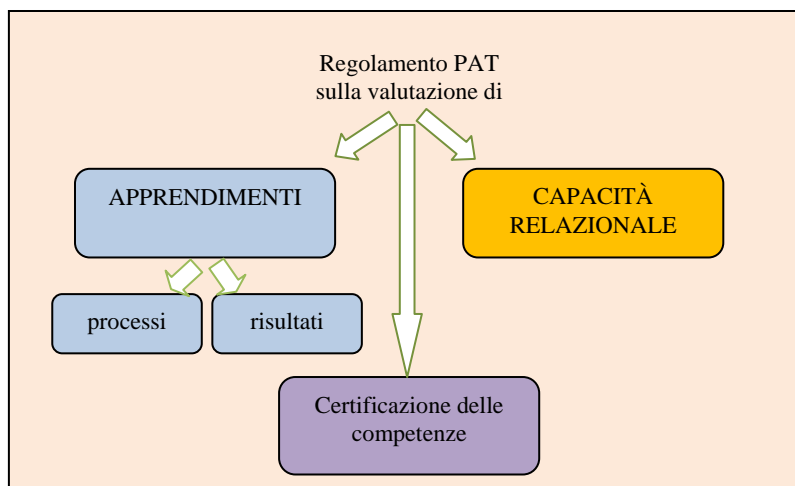 Regolamento PAT
sulla valutazione di
APPRENDIMENTI
CAPACITÀ
RELAZIONALE
processi
risultati
Certificazione delle
competenze